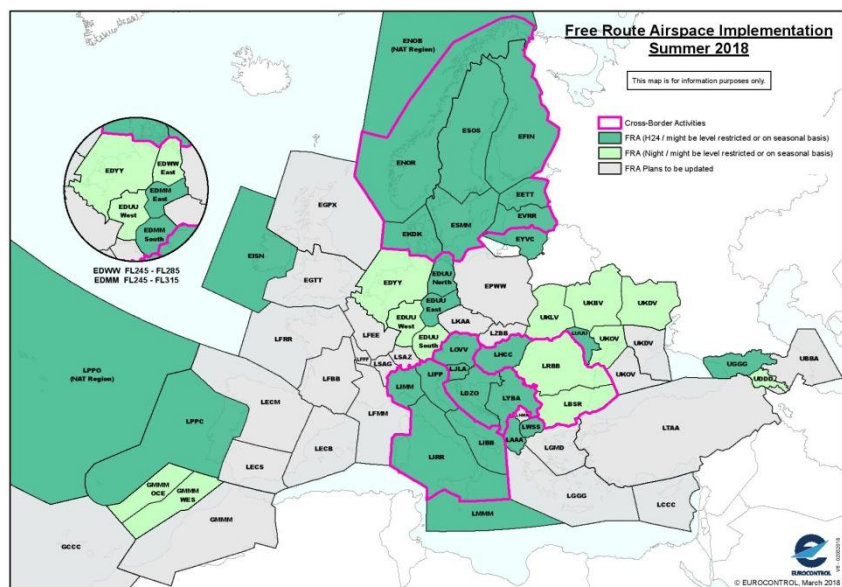 Free Route Airspace Implementation
Summer 2018
This map is for information purposes only.
Cross-Border Activities
FRA (H24 / might be level restricted or on seasonal basis)
FRA (Night / might be level restricted or on seasonal basis)
FRA Plans to be updated
ENOB
(NAT Region)
ESOS
EFIN
ENOR
EETT
EVRR
EKDK
ESMM
EYVC
EDYY
EDWW
East
EDMM
East
EDUU
West
EDMM
South
EDWW FL245 - FL285
EDMM FL245 - FL315
EGPX
EISN
EGTT
EDYY
EDUU
North
EPWW
EDUU
East
EDUU
West
EDUU
South
LKAA
LZBB
UKLV
UKBV
UKDV
UKOV
UKDV
UKOV
LUUU
LFEE
LFRR
LFFF
LSAZ
LSAG
LFBB
LFMM
LOVV
LHCC
LJLA
LIPP
LIMM
LDZO
LYBA
LRBB
LBSR
LWSS
LAAA
LIBB
LIRR
LPPO
(NAT Region)
LPPC
LECM
LECS
LECB
GMMM
OCE
GMMM
WES
GMMM
GCCC
LMMM
LGMD
LGGG
LTAA
LCCC
UGGG
UDDD
UBBA
EUROCONTROL
© EUROCONTROL, March 2018